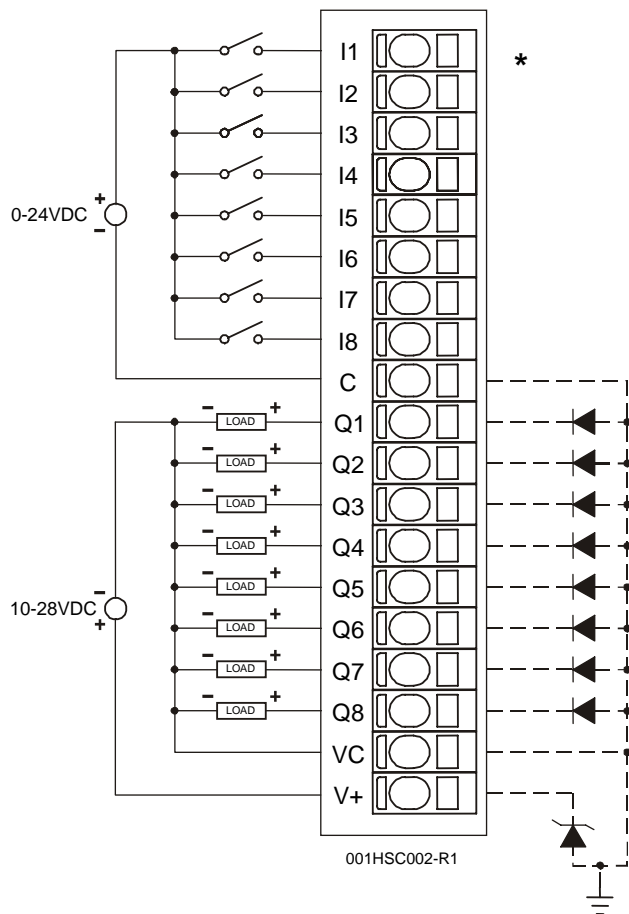 I1
*
I2
I3
I4
+
0-24VDC
−
I5
I6
I7
I8
C
− LOAD + Q1
− LOAD + Q2
− LOAD + Q3
− LOAD + Q4
− LOAD + Q5
−
10-28VDC
+
− LOAD + Q6
− LOAD + Q7
− LOAD + Q8
VC
V+
001HSC002-R1